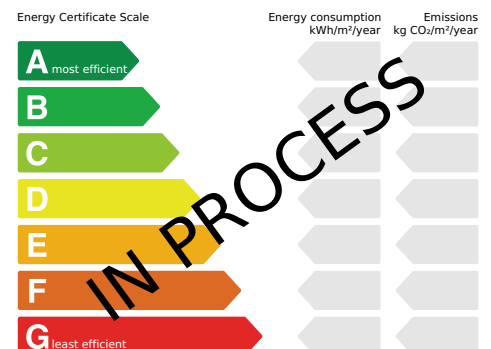 Energy Certificate Scale
Energy consumption
kWh/m²/year
Emissions
kg CO₂/m²/year
A most efficient
B
C
D
E
F
G least efficient
IN PROCESS